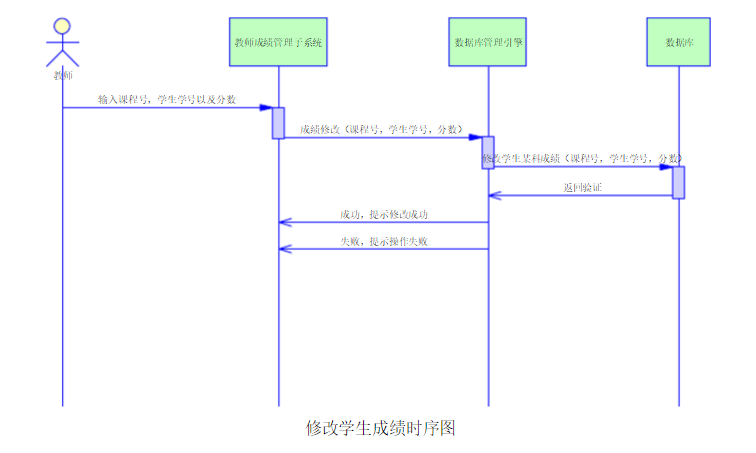 教师成绩管理子系统
数据库管理引擎
数据库
教师
输入课程号，学生学号以及分数
成绩修改（课程号，学生学号，分数）
修改学生某科成绩（课程号，学生学号，分数）
返回验证
成功，提示修改成功
失败，提示操作失败
修改学生成绩时序图